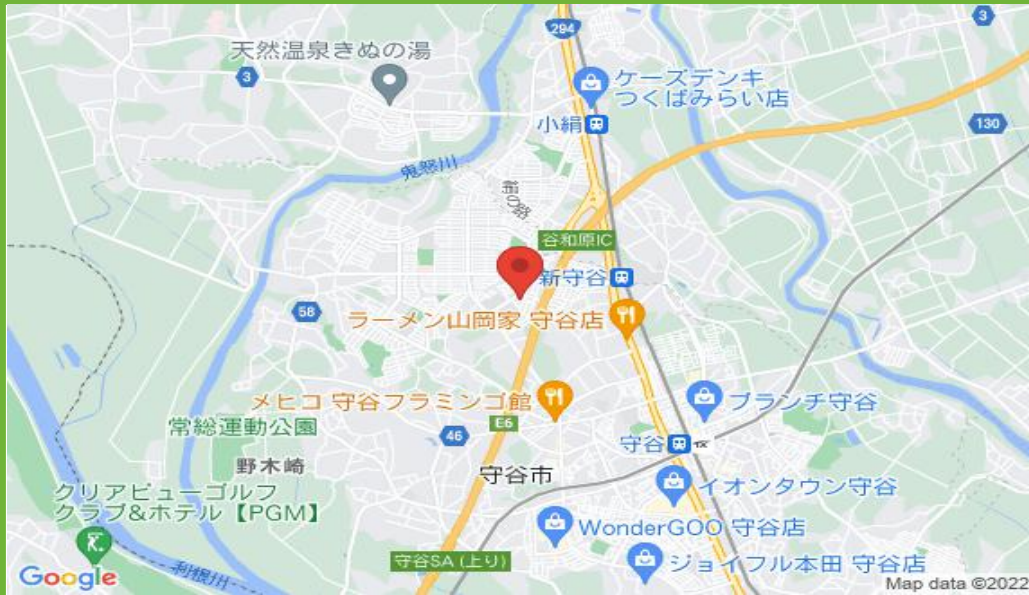 3
294
天然温泉きぬの湯
3
ケーズデンキ
つくばみらい店
小絹
130
鬼怒川
谷和原IC
新守谷
58
ラーメン山岡家 守谷店
メヒコ 守谷フラミンゴ館
ブランチ守谷
E6
常総運動公園
46
守谷
野木崎
守谷市
イオンタウン守谷
クリアビューゴルフ
クラブ&ホテル【PGM】
WonderGOO 守谷店
守谷SA (上り)
ジョイフル本田 守谷店
利根川
Google
Map data ©2022